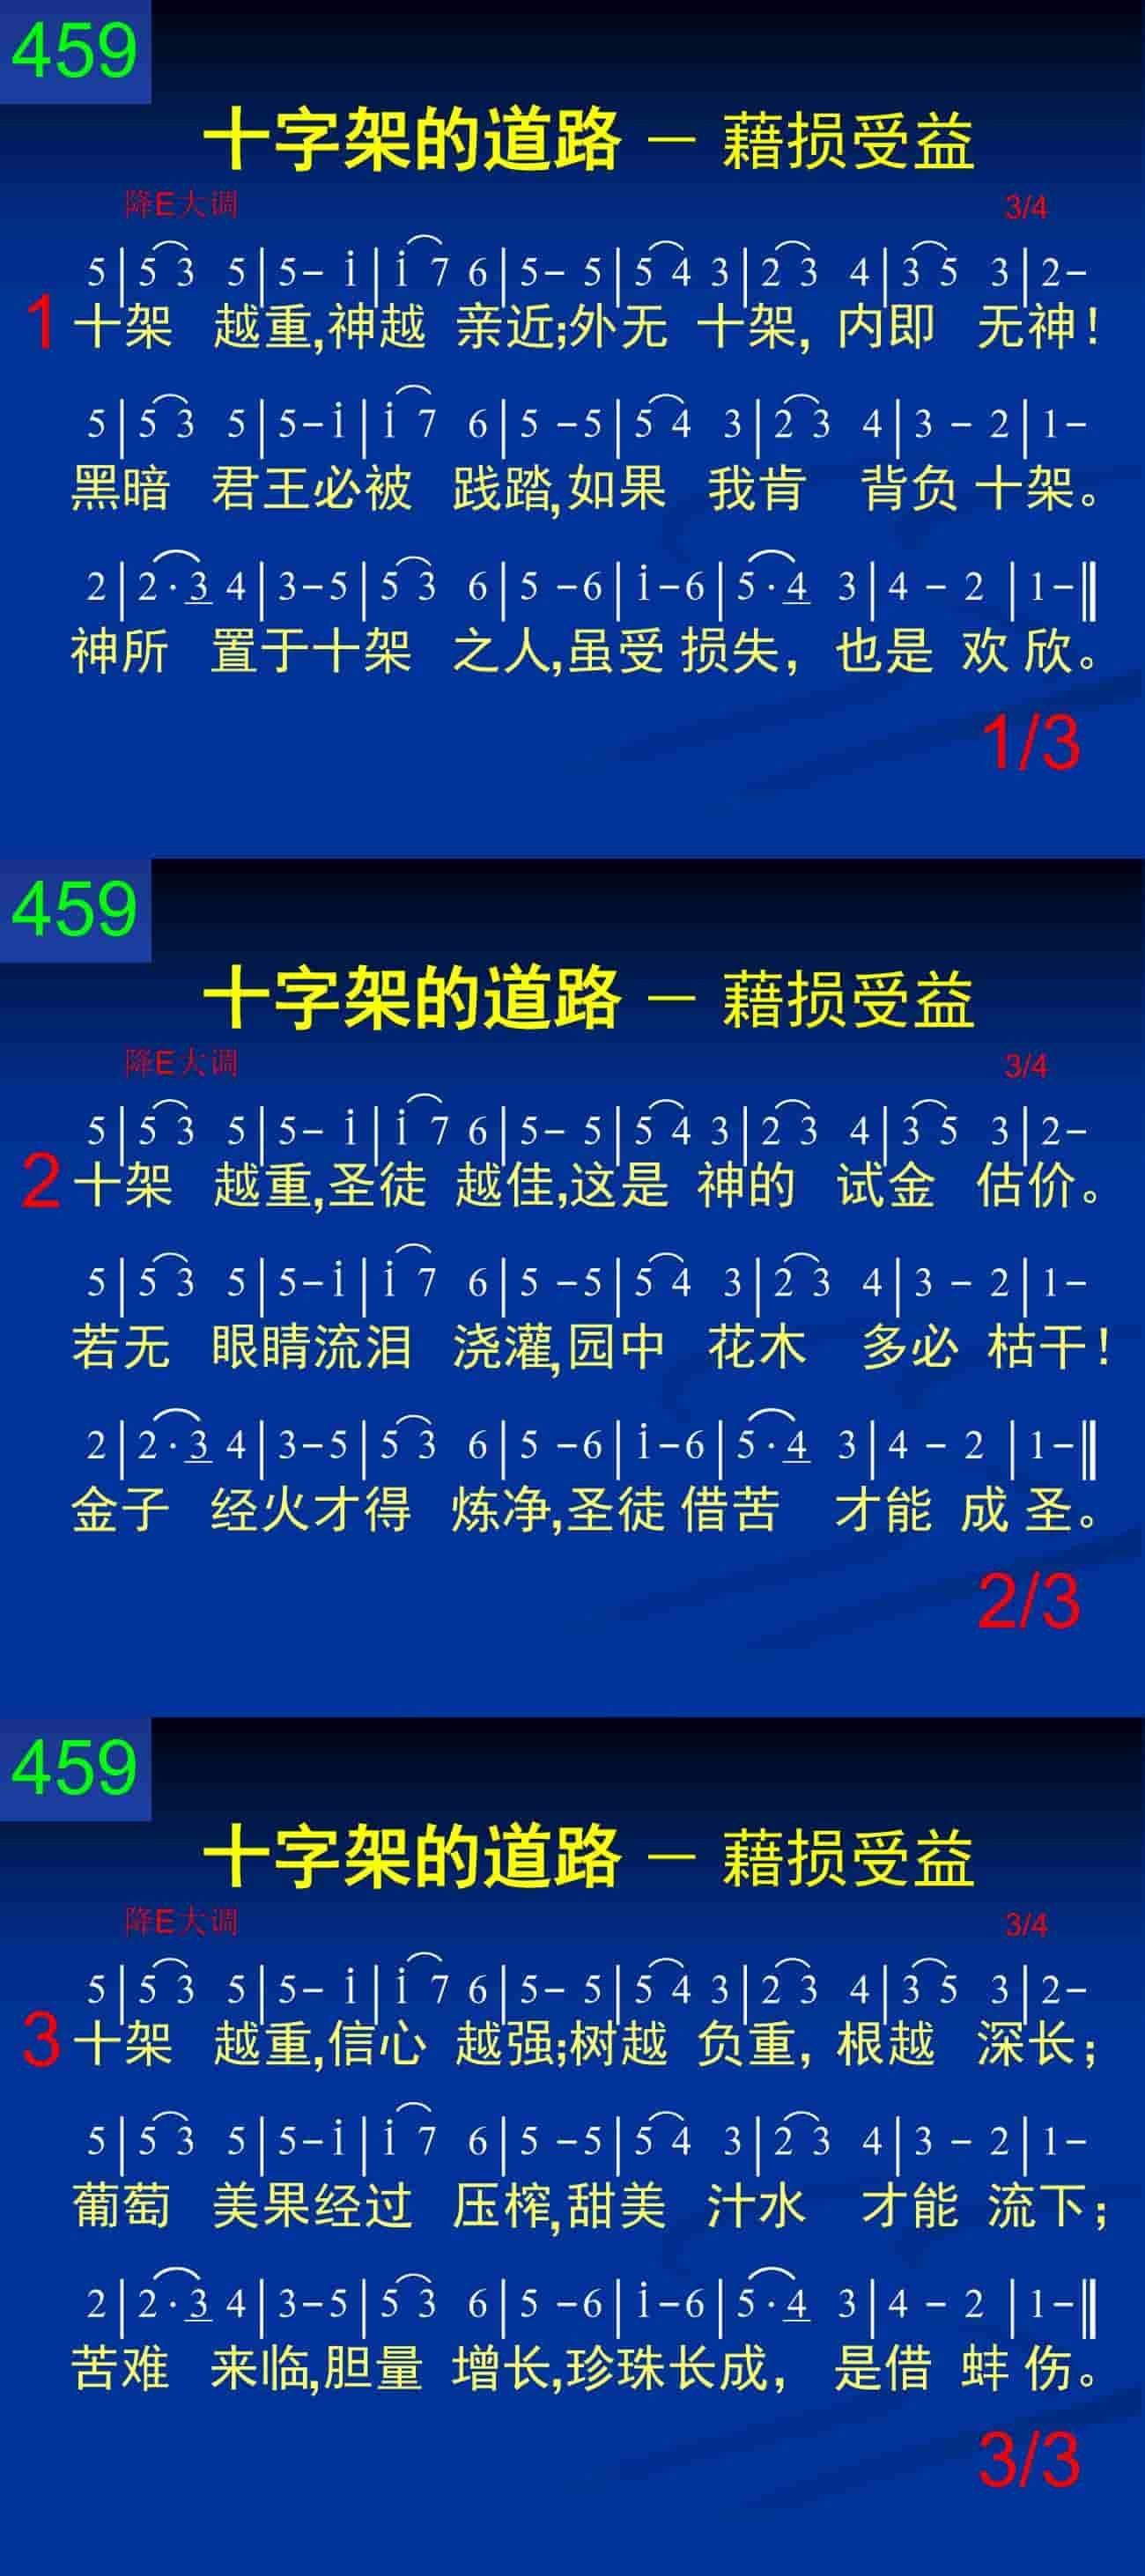 459
十字架的道路 － 藉损受益
降E大调 3/4
5|5 3 5|5- i|i 7 6|5- 5|5 4 3|2 3 4|3 5 3|2-
1 十架 越重,神越 亲近;外无 十架, 内即 无神!
5|5 3 5|5-i|i 7 6|5 -5|5 4 3|2 3 4|3 - 2|1-
黑暗 君王必被 践踏,如果 我肯 背负 十架。
2|2·3 4|3-5|5 3 6|5 -6|i-6|5·4 3|4 - 2 |1-‖
神所 置于十架 之人,虽受 损失, 也是 欢 欣。
1/3
459
十字架的道路 － 藉损受益
降E大调 3/4
5|5 3 5|5- i|i 7 6|5- 5|5 4 3|2 3 4|3 5 3|2-
2 十架 越重,圣徒 越佳,这是 神的 试金 估价。
5|5 3 5|5-i|i 7 6|5 -5|5 4 3|2 3 4|3 - 2|1-
若无 眼睛流泪 浇灌,园中 花木 多必 枯干!
2|2·3 4|3-5|5 3 6|5 -6|i-6|5·4 3|4 - 2 |1-‖
金子 经火才得 炼净,圣徒 借苦 才能 成 圣。
2/3
459
十字架的道路 － 藉损受益
降E大调 3/4
5|5 3 5|5- i|i 7 6|5- 5|5 4 3|2 3 4|3 5 3|2-
3 十架 越重,信心 越强;树越 负重, 根越 深长;
5|5 3 5|5-i|i 7 6|5 -5|5 4 3|2 3 4|3 - 2|1-
葡萄 美果经过 压榨,甜美 汁水 才能 流下;
2|2·3 4|3-5|5 3 6|5 -6|i-6|5·4 3|4 - 2 |1-‖
苦难 来临,胆量 增长,珍珠长成, 是借 蚌 伤。
3/3